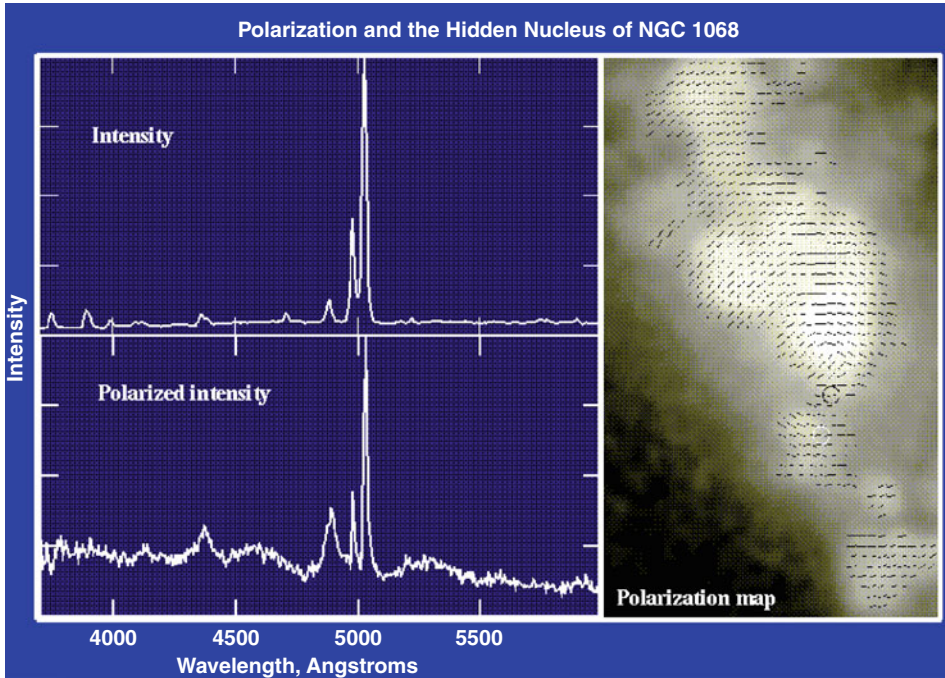 Polarization and the Hidden Nucleus of NGC 1068
Intensity
Intensity
Polarized intensity
Polarization map
4000 4500 5000 5500
Wavelength, Angstroms